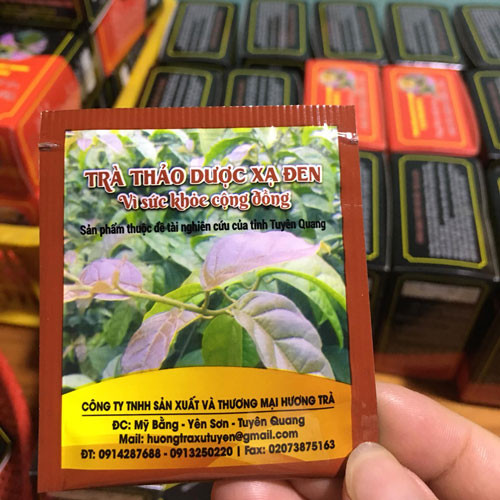 TRÀ THẢO DƯỢC XẠ ĐEN
Vì sức khỏe cộng đồng
Sản phẩm thuộc đề tài nghiên cứu của tỉnh Tuyên Quang
CÔNG TY TNHH SẢN XUẤT VÀ THƯƠNG MẠI HƯƠNG TRÀ
ĐC: Mỹ Bằng - Yên Sơn - Tuyên Quang
Mail: huongtraxutuyen@gmail.com
ĐT: 0914287688 - 0913250220 | Fax: 02073875163